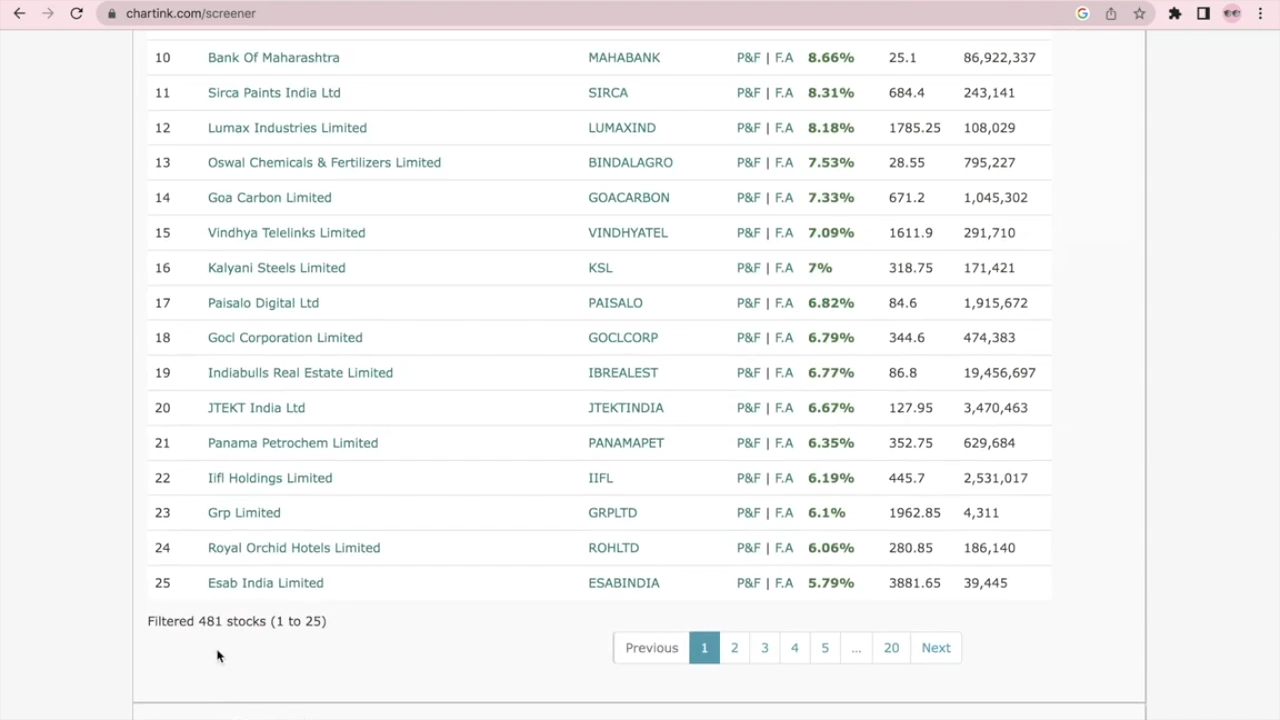 chartink.com/screener
10 Bank Of Maharashtra MAHABANK P&F | F.A 8.66% 25.1 86,922,337
11 Sirca Paints India Ltd SIRCA P&F | F.A 8.31% 684.4 243,141
12 Lumax Industries Limited LUMAXIND P&F | F.A 8.18% 1785.25 108,029
13 Oswal Chemicals & Fertilizers Limited BINDALAGRO P&F | F.A 7.53% 28.55 795,227
14 Goa Carbon Limited GOACARBON P&F | F.A 7.33% 671.2 1,045,302
15 Vindhya Telelinks Limited VINDHYATEL P&F | F.A 7.09% 1611.9 291,710
16 Kalyani Steels Limited KSL P&F | F.A 7% 318.75 171,421
17 Paisalo Digital Ltd PAISALO P&F | F.A 6.82% 84.6 1,915,672
18 Gocl Corporation Limited GOCLCORP P&F | F.A 6.79% 344.6 474,383
19 Indiabulls Real Estate Limited IBREALEST P&F | F.A 6.77% 86.8 19,456,697
20 JTEKT India Ltd JTEKTINDIA P&F | F.A 6.67% 127.95 3,470,463
21 Panama Petrochem Limited PANAMAPET P&F | F.A 6.35% 352.75 629,684
22 Iifl Holdings Limited IIFL P&F | F.A 6.19% 445.7 2,531,017
23 Grp Limited GRPLTD P&F | F.A 6.1% 1962.85 4,311
24 Royal Orchid Hotels Limited ROHLTD P&F | F.A 6.06% 280.85 186,140
25 Esab India Limited ESABINDIA P&F | F.A 5.79% 3881.65 39,445
Filtered 481 stocks (1 to 25)
Previous 1 2 3 4 5 ... 20 Next